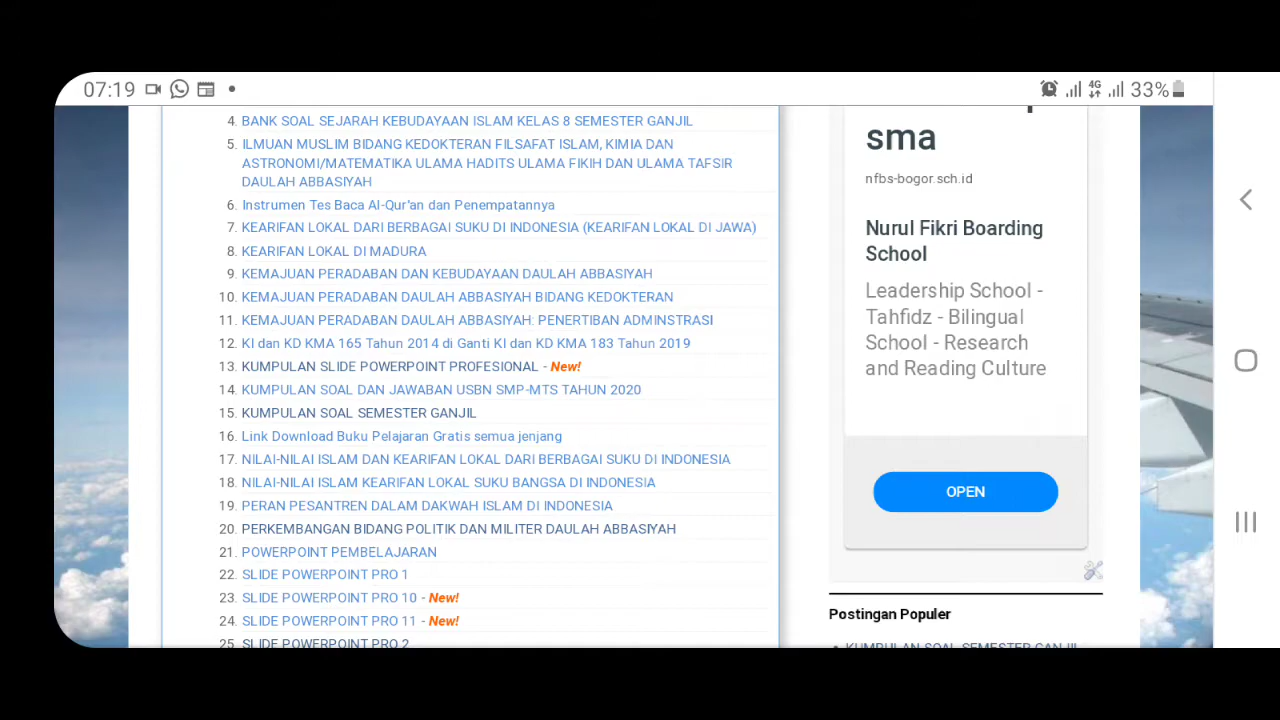 07:19
4G
33%
4. BANK SOAL SEJARAH KEBUDAYAAN ISLAM KELAS 8 SEMESTER GANJIL
5. ILMUAN MUSLIM BIDANG KEDOKTERAN FILSAFAT ISLAM, KIMIA DAN
ASTRONOMI/MATEMATIKA ULAMA HADITS ULAMA FIKIH DAN ULAMA TAFSIR
DAULAH ABBASIYAH
6. Instrumen Tes Baca Al-Qur'an dan Penempatannya
7. KEARIFAN LOKAL DARI BERBAGAI SUKU DI INDONESIA (KEARIFAN LOKAL DI JAWA)
8. KEARIFAN LOKAL DI MADURA
9. KEMAJUAN PERADABAN DAN KEBUDAYAAN DAULAH ABBASIYAH
10. KEMAJUAN PERADABAN DAULAH ABBASIYAH BIDANG KEDOKTERAN
11. KEMAJUAN PERADABAN DAULAH ABBASIYAH: PENERTIBAN ADMINSTRASI
12. KI dan KD KMA 165 Tahun 2014 di Ganti KI dan KD KMA 183 Tahun 2019
13. KUMPULAN SLIDE POWERPOINT PROFESIONAL - New!
14. KUMPULAN SOAL DAN JAWABAN USBN SMP-MTS TAHUN 2020
15. KUMPULAN SOAL SEMESTER GANJIL
16. Link Download Buku Pelajaran Gratis semua jenjang
17. NILAI-NILAI ISLAM DAN KEARIFAN LOKAL DARI BERBAGAI SUKU DI INDONESIA
18. NILAI-NILAI ISLAM KEARIFAN LOKAL SUKU BANGSA DI INDONESIA
19. PERAN PESANTREN DALAM DAKWAH ISLAM DI INDONESIA
20. PERKEMBANGAN BIDANG POLITIK DAN MILITER DAULAH ABBASIYAH
21. POWERPOINT PEMBELAJARAN
22. SLIDE POWERPOINT PRO 1
23. SLIDE POWERPOINT PRO 10 - New!
24. SLIDE POWERPOINT PRO 11 - New!
25. SLIDE POWERPOINT PRO 2
sma
nfbs-bogor.sch.id
Nurul Fikri Boarding
School
Leadership School -
Tahfidz - Bilingual
School - Research
and Reading Culture
OPEN
Postingan Populer
KUMPULAN SOAL SEMESTER GANJIL